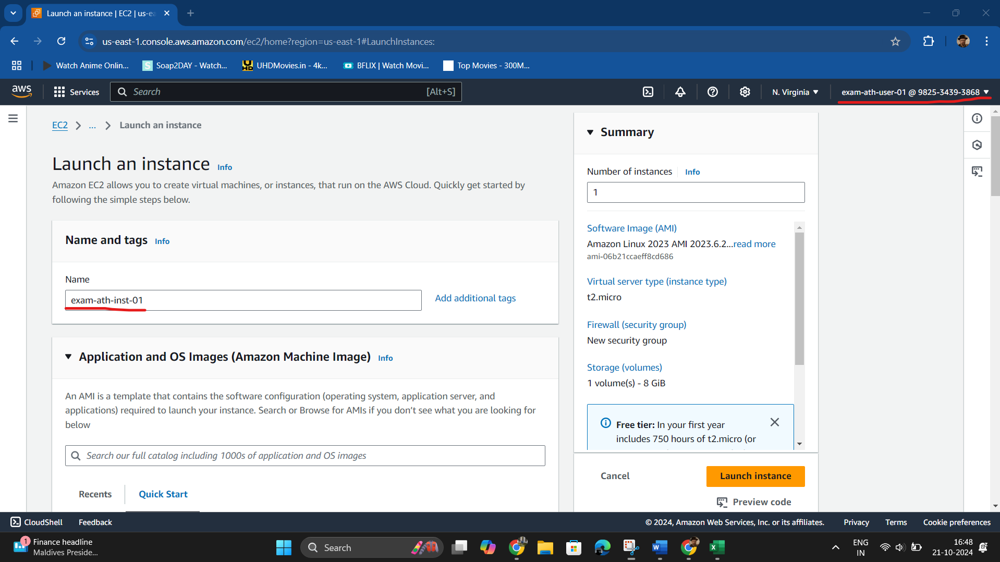 Launch an instance | EC2 | us-ea
us-east-1.console.aws.amazon.com/ec2/home?region=us-east-1#LaunchInstances:
Watch Anime Onlin...
Soap2DAY - Watch...
UHDMovies.in - 4k...
BFLIX | Watch Movi...
Top Movies - 300M...
aws
Services
Search
[Alt+S]
N. Virginia
exam-ath-user-01 @ 9825-3439-3868
EC2
...
Launch an instance
Launch an instance Info
Amazon EC2 allows you to create virtual machines, or instances, that run on the AWS Cloud. Quickly get started by
following the simple steps below.
Name and tags Info
Name
exam-ath-inst-01
Add additional tags
Application and OS Images (Amazon Machine Image) Info
An AMI is a template that contains the software configuration (operating system, application server, and
applications) required to launch your instance. Search or Browse for AMIs if you don’t see what you are looking for
below
Search our full catalog including 1000s of application and OS images
Recents
Quick Start
Summary
Number of instances Info
1
Software Image (AMI)
Amazon Linux 2023 AMI 2023.6.2...read more
ami-06b21ccaeff8cd686
Virtual server type (instance type)
t2.micro
Firewall (security group)
New security group
Storage (volumes)
1 volume(s) - 8 GiB
Free tier: In your first year
includes 750 hours of t2.micro (or
Cancel
Launch instance
Preview code
CloudShell
Feedback
© 2024, Amazon Web Services, Inc. or its affiliates.
Privacy
Terms
Cookie preferences
1
Finance headline
Maldives Preside...
Search
ENG
IN
16:48
21-10-2024